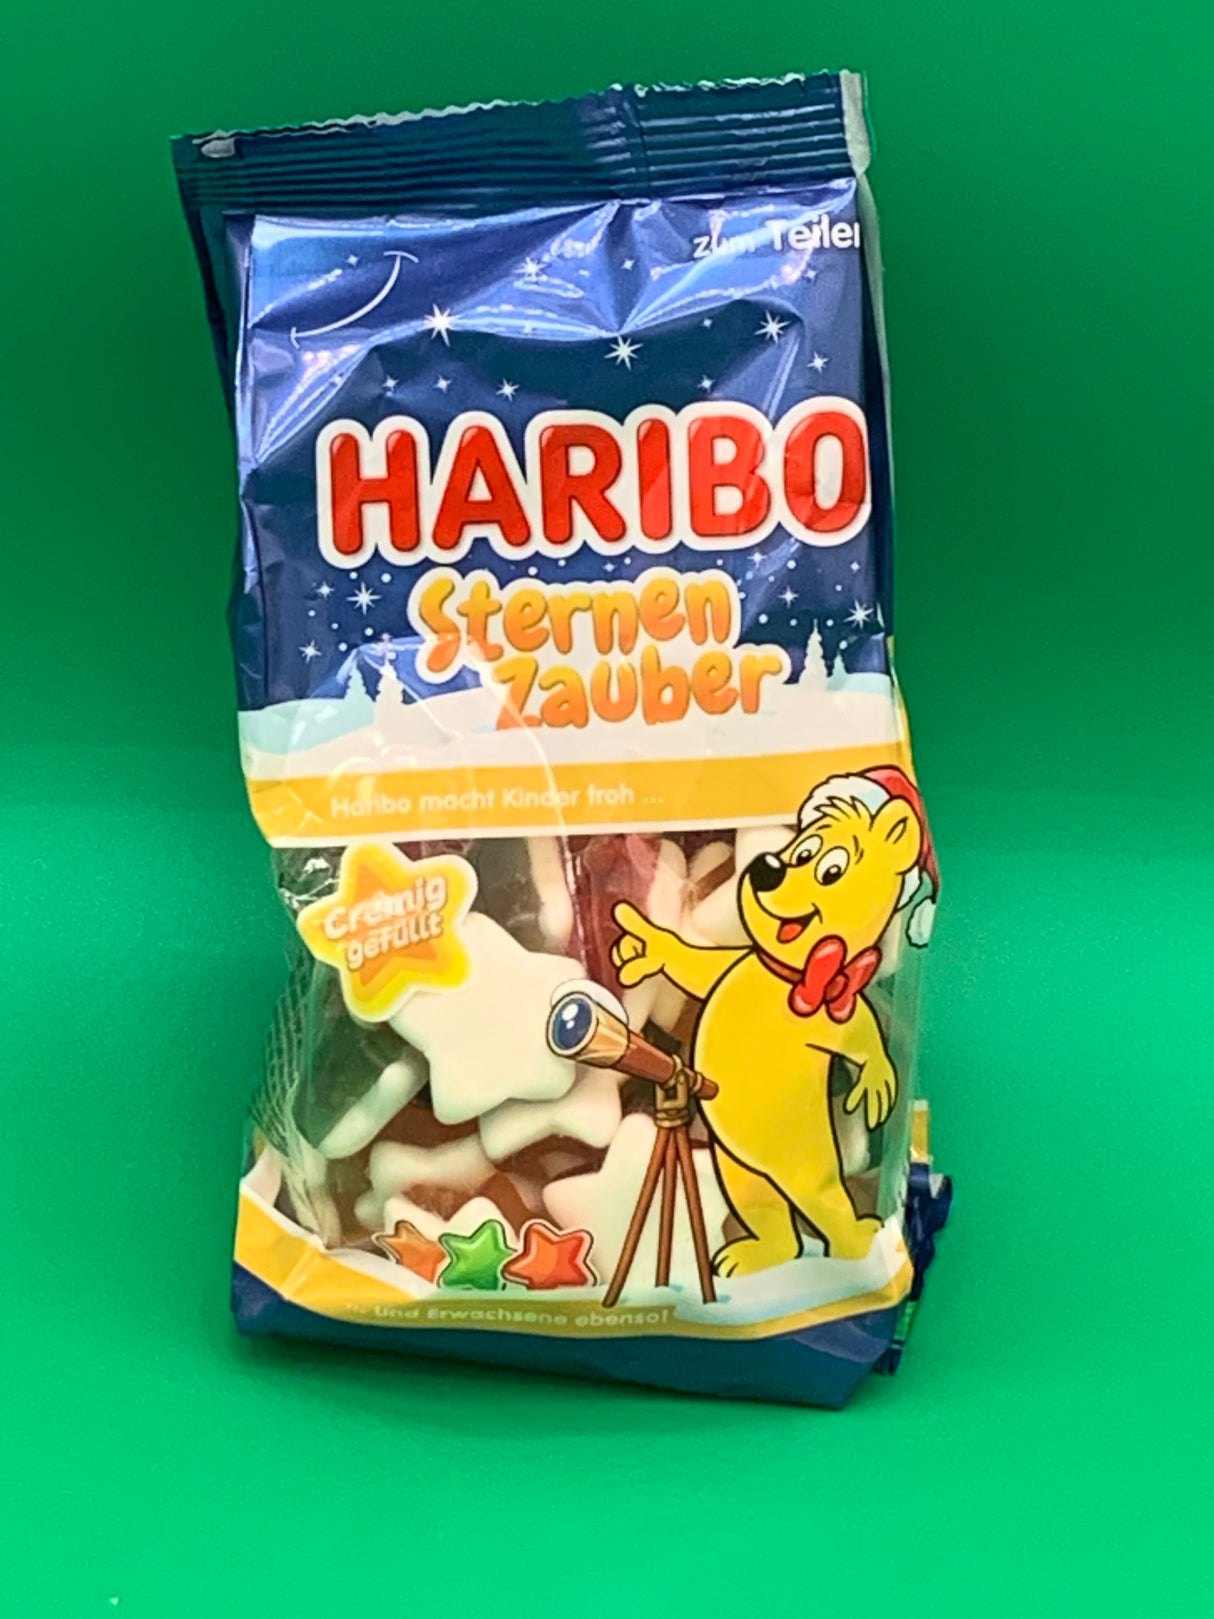 zum Teilen
HARIBO
Sternen
Zauber
Haribo macht Kinder froh ...
Cremig
gefüllt
... und Erwachsene ebenso!